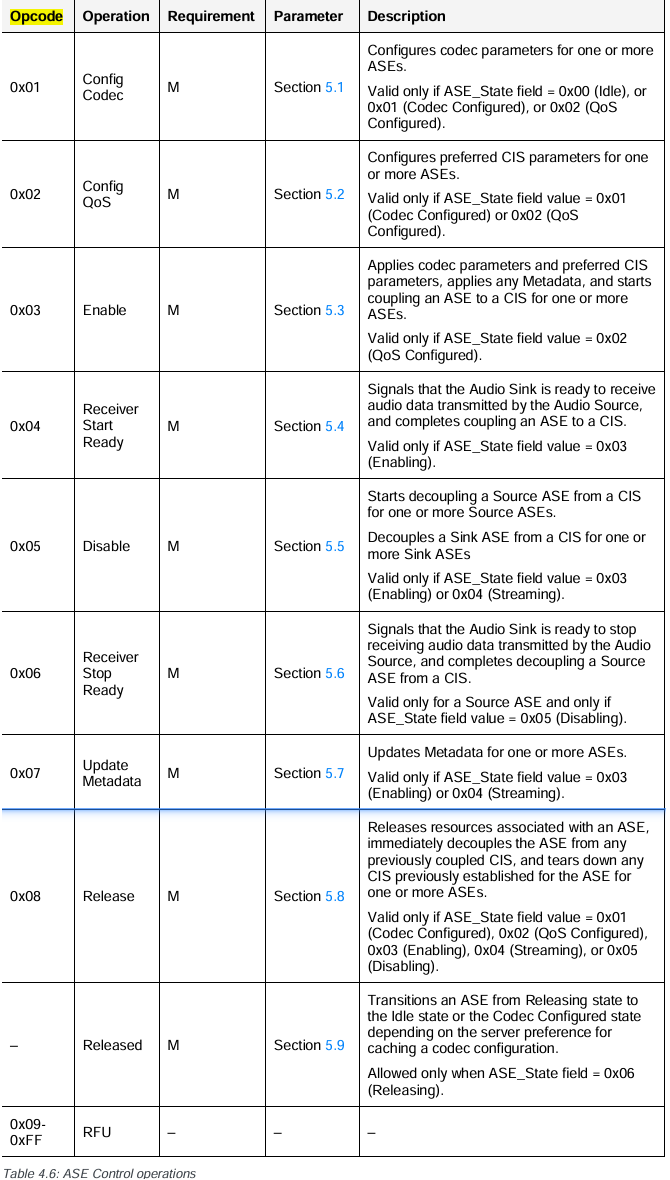 Opcode Operation Requirement Parameter Description
0x01
Config
Codec
M
Section 5.1
Configures codec parameters for one or more
ASEs.
Valid only if ASE_State field = 0x00 (Idle), or
0x01 (Codec Configured), or 0x02 (QoS
Configured).
0x02
Config
QoS
M
Section 5.2
Configures preferred CIS parameters for one
or more ASEs.
Valid only if ASE_State field value = 0x01
(Codec Configured) or 0x02 (QoS
Configured).
0x03
Enable
M
Section 5.3
Applies codec parameters and preferred CIS
parameters, applies any Metadata, and starts
coupling an ASE to a CIS for one or more
ASEs.
Valid only if ASE_State field value = 0x02
(QoS Configured).
0x04
Receiver
Start
Ready
M
Section 5.4
Signals that the Audio Sink is ready to receive
audio data transmitted by the Audio Source,
and completes coupling an ASE to a CIS.
Valid only if ASE_State field value = 0x03
(Enabling).
0x05
Disable
M
Section 5.5
Starts decoupling a Source ASE from a CIS
for one or more Source ASEs.
Decouples a Sink ASE from a CIS for one or
more Sink ASEs
Valid only if ASE_State field value = 0x03
(Enabling) or 0x04 (Streaming).
0x06
Receiver
Stop
Ready
M
Section 5.6
Signals that the Audio Sink is ready to stop
receiving audio data transmitted by the Audio
Source, and completes decoupling a Source
ASE from a CIS.
Valid only for a Source ASE and only if
ASE_State field value = 0x05 (Disabling).
0x07
Update
Metadata
M
Section 5.7
Updates Metadata for one or more ASEs.
Valid only if ASE_State field value = 0x03
(Enabling) or 0x04 (Streaming).
0x08
Release
M
Section 5.8
Releases resources associated with an ASE,
immediately decouples the ASE from any
previously coupled CIS, and tears down any
CIS previously established for the ASE for
one or more ASEs.
Valid only if ASE_State field value = 0x01
(Codec Configured), 0x02 (QoS Configured),
0x03 (Enabling), 0x04 (Streaming), or 0x05
(Disabling).
–
Released
M
Section 5.9
Transitions an ASE from Releasing state to
the Idle state or the Codec Configured state
depending on the server preference for
caching a codec configuration.
Allowed only when ASE_State field = 0x06
(Releasing).
0x09-
0xFF
RFU
–
–
–
Table 4.6: ASE Control operations